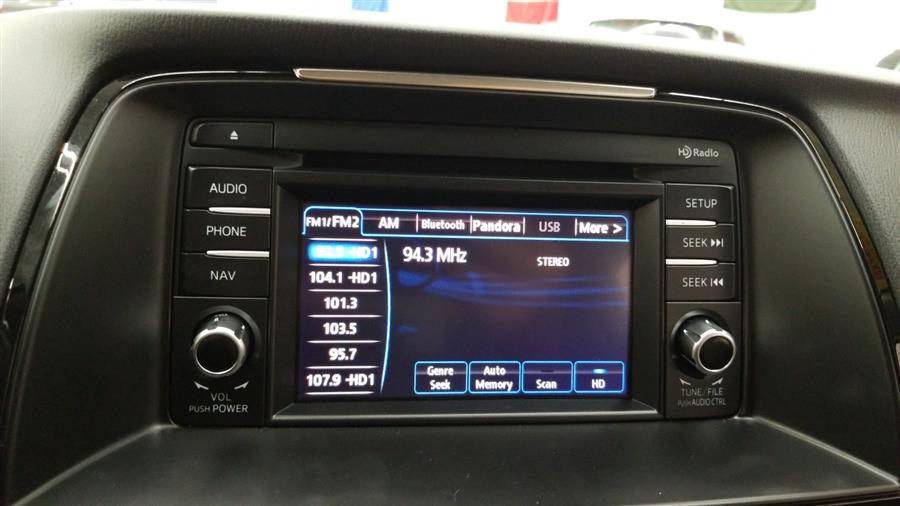 HD Radio
AUDIO
PHONE
NAV
VOL
PUSH POWER
FM1/FM2 AM Bluetooth Pandora USB More >
94.3 MHz
STEREO
-HD1
104.1 -HD1
101.3
103.5
95.7
107.9 -HD1
Genre Seek
Auto Memory
Scan
HD
SETUP
SEEK
SEEK
TUNE/FILE
PUSH AUDIO CTRL